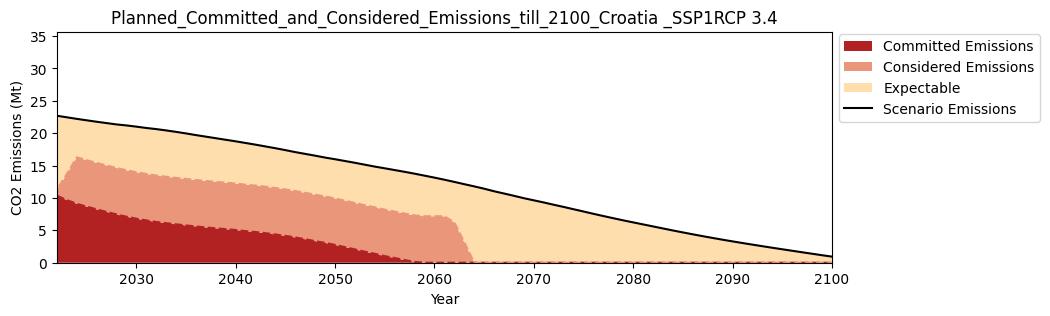 Planned_Committed_and_Considered_Emissions_till_2100_Croatia _SSP1RCP 3.4
35
30
25
20
15
10
5
0
CO2 Emissions (Mt)
2030
2040
2050
2060
2070
2080
2090
2100
Year
Committed Emissions
Considered Emissions
Expectable
Scenario Emissions